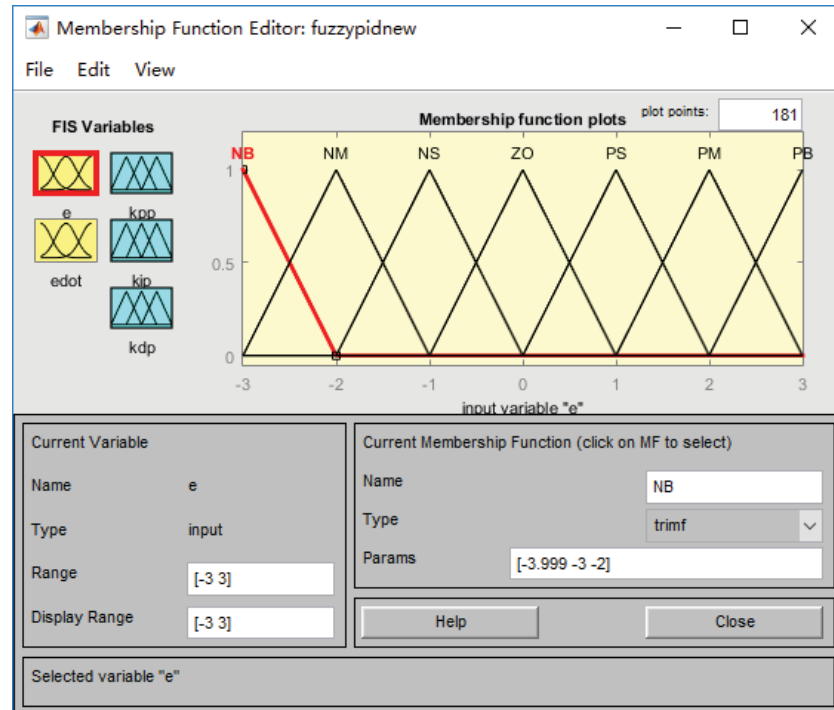 Membership Function Editor: fuzzypidnew
File Edit View
FIS Variables
e
kpp
edot
kip
kdp
Membership function plots
plot points: 181
NB NM NS ZO PS PM PB
1
0.5
0
-3 -2 -1 0 1 2 3
input variable "e"
Current Variable
Name e
Type input
Range [-3 3]
Display Range [-3 3]
Current Membership Function (click on MF to select)
Name NB
Type trimf
Params [-3.999 -3 -2]
Help Close
Selected variable "e"